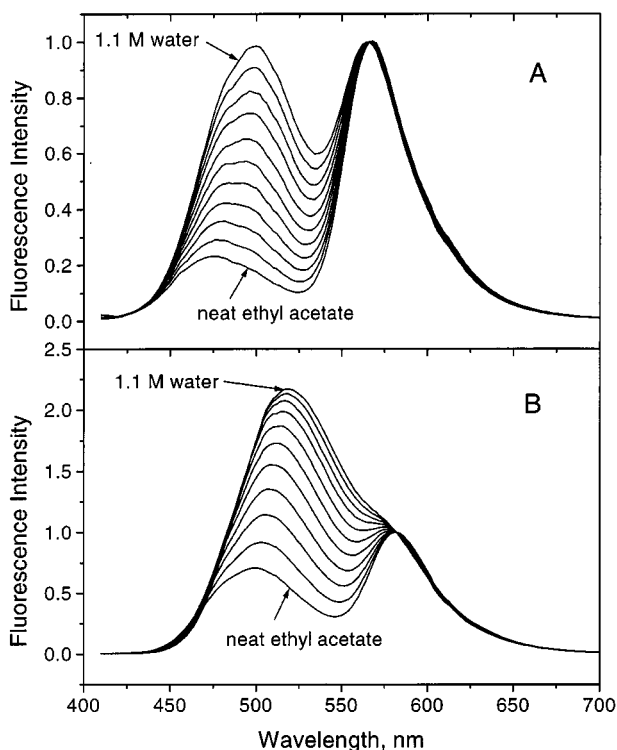 Fluorescence Intensity
1.0
0.8
0.6
0.4
0.2
0.0
1.1 M water
A
neat ethyl acetate
Fluorescence Intensity
2.5
2.0
1.5
1.0
0.5
0.0
1.1 M water
B
neat ethyl acetate
400 450 500 550 600 650 700
Wavelength, nm